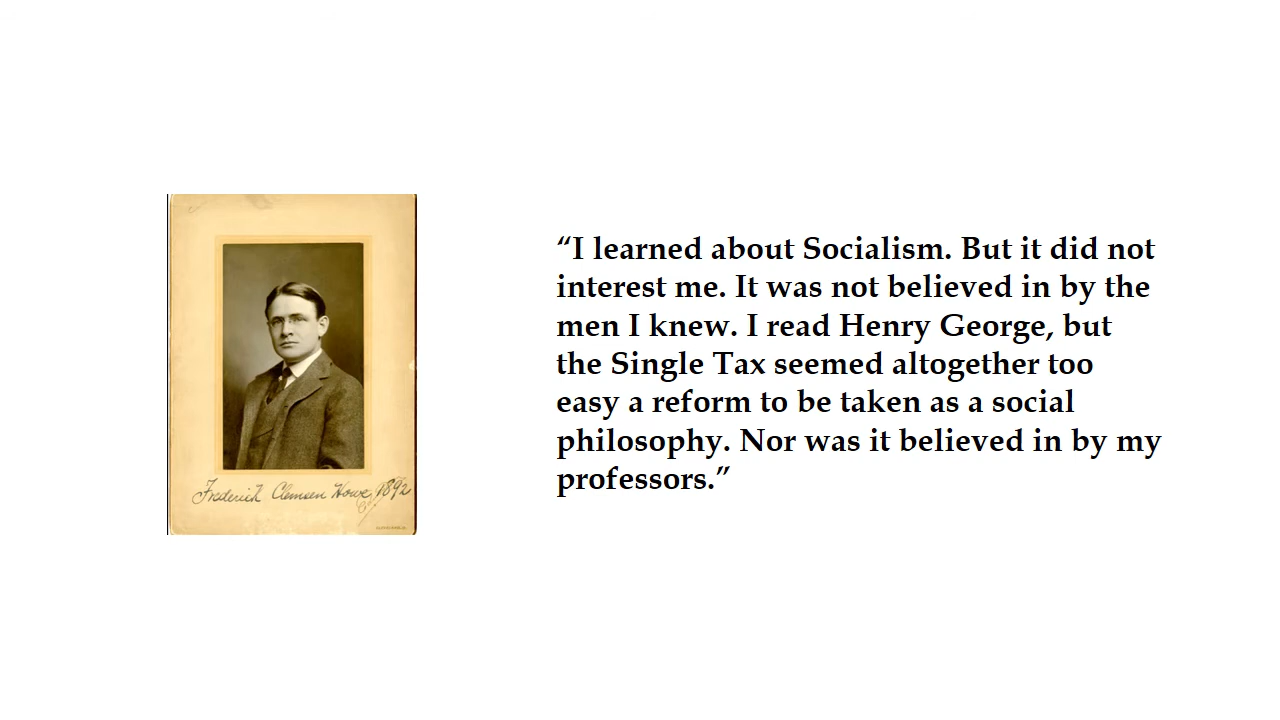 Frederick Clemsen Howe, 1892
“I learned about Socialism. But it did not
interest me. It was not believed in by the
men I knew. I read Henry George, but
the Single Tax seemed altogether too
easy a reform to be taken as a social
philosophy. Nor was it believed in by my
professors.”